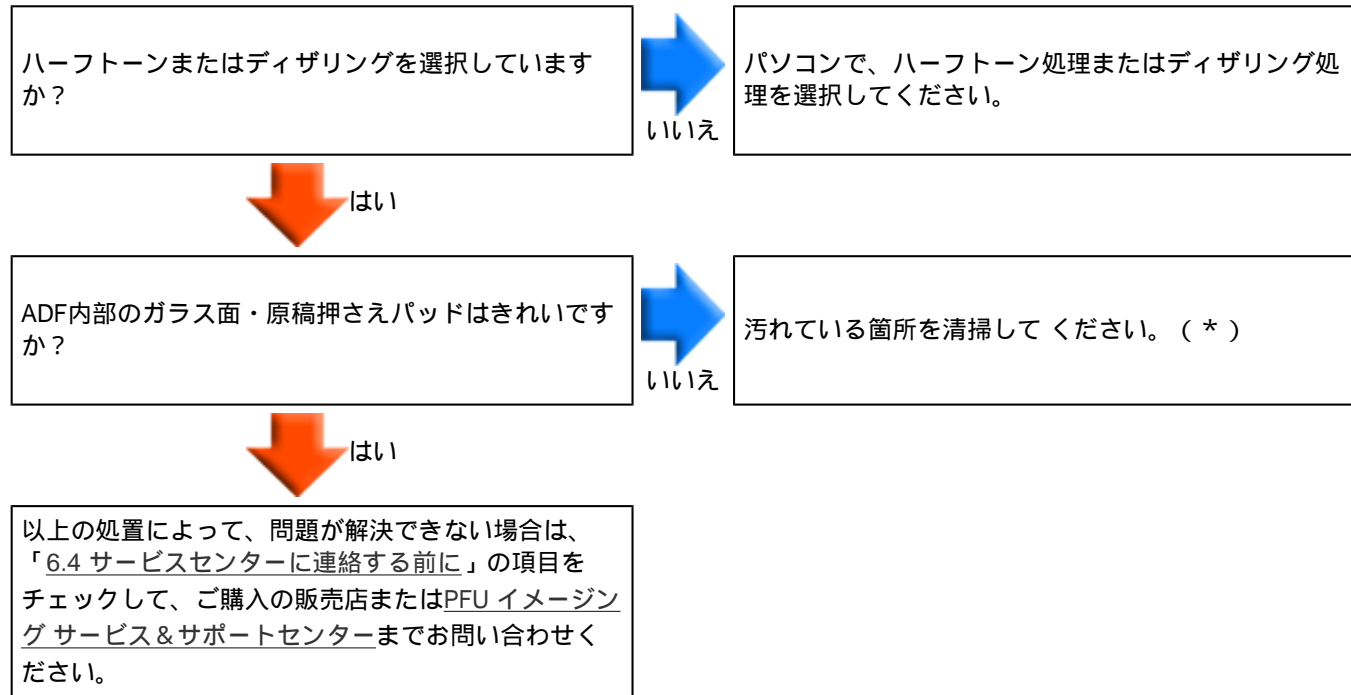 ハーフトーンまたはディザリングを選択しています
か？
いいえ
パソコンで、ハーフトーン処理またはディザリング処
理を選択してください。
はい
ADF内部のガラス面・原稿押さえパッドはきれいです
か？
いいえ
汚れている箇所を清掃して ください。（＊）
はい
以上の処置によって、問題が解決できない場合は、
「6.4 サービスセンターに連絡する前に」の項目を
チェックして、ご購入の販売店またはPFU イメージン
グ サービス＆サポートセンターまでお問い合わせく
ださい。